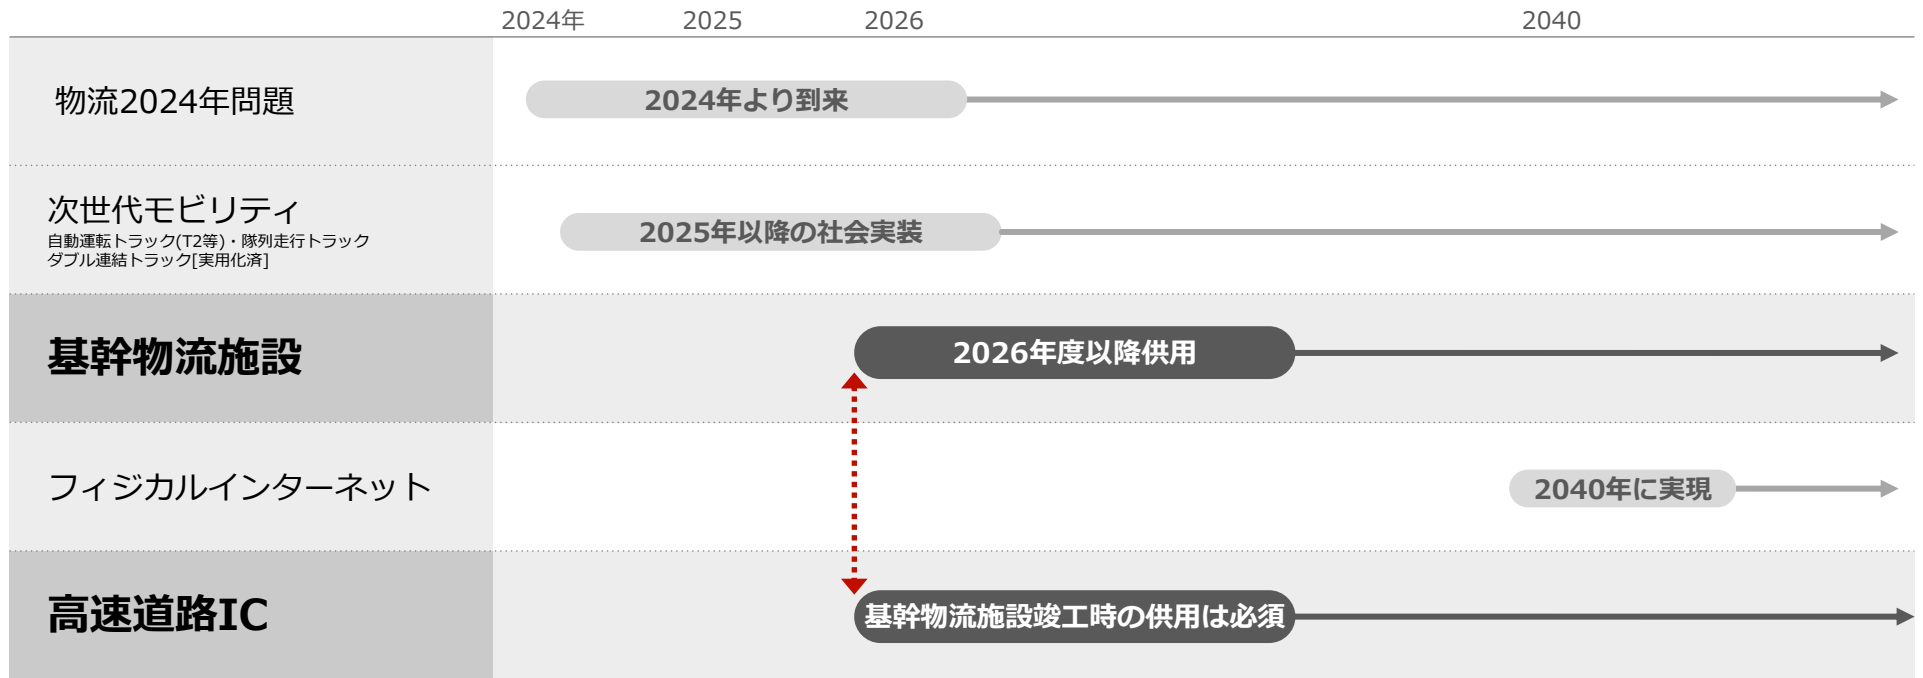 2024年 2025 2026 2040
物流2024年問題
2024年より到来
次世代モビリティ
自動運転トラック(T2等)・隊列走行トラック
ダブル連結トラック[実用化済]
2025年以降の社会実装
基幹物流施設
2026年度以降供用
フィジカルインターネット
2040年に実現
高速道路IC
基幹物流施設竣工時の供用は必須